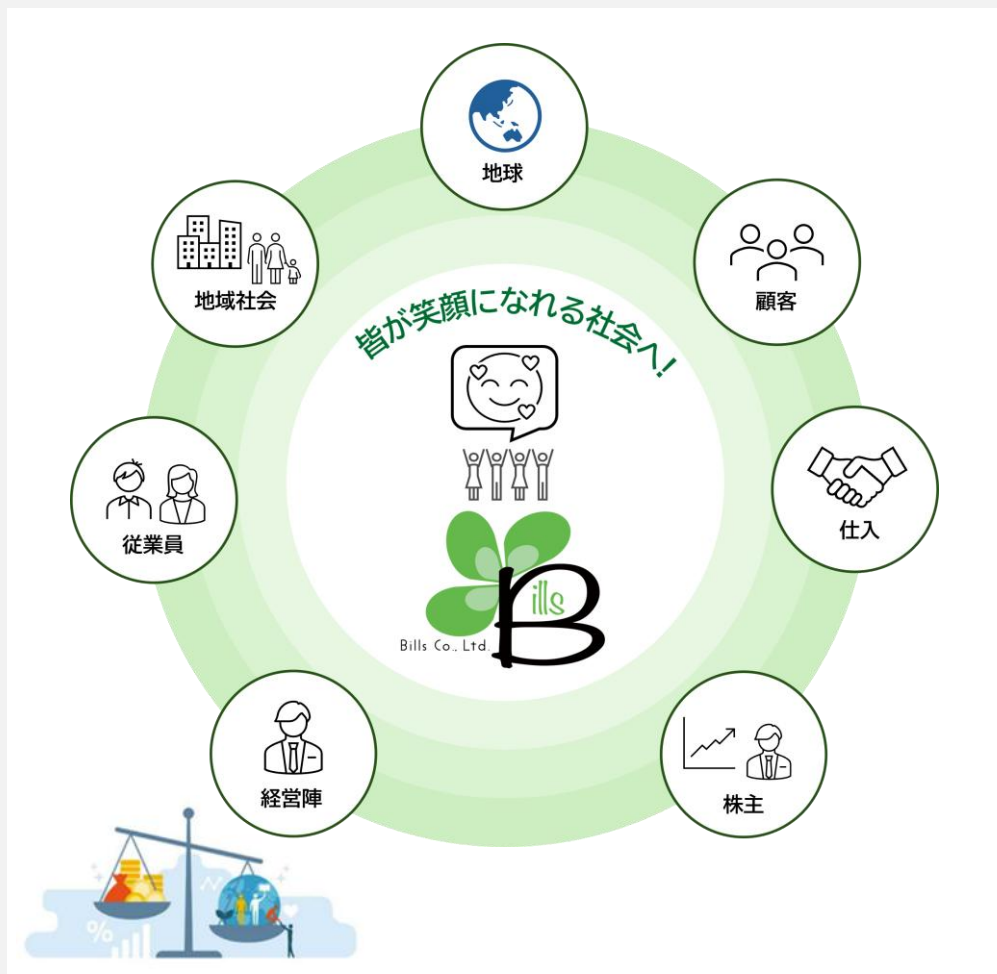 地球
地域社会
顧客
皆が笑顔になれる社会へ!
従業員
仕入
ills
B
Bills Co., Ltd.
経営陣
株主
%